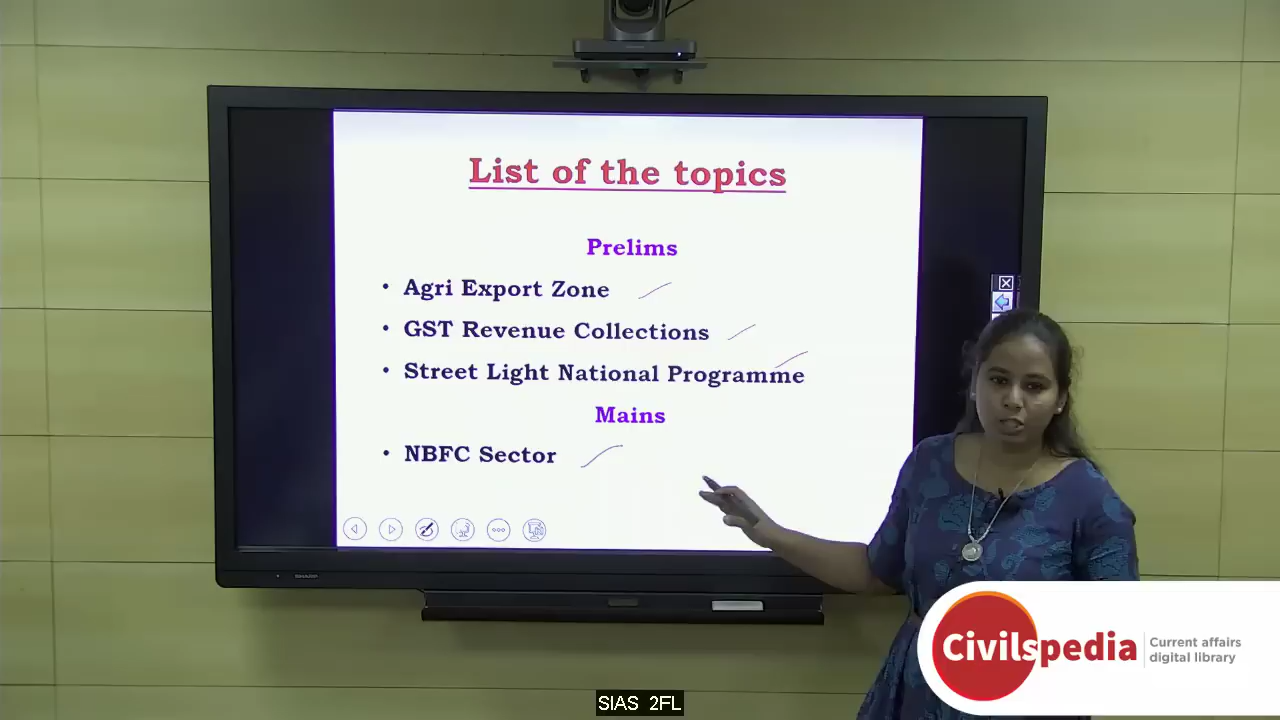 List of the topics
Prelims
• Agri Export Zone
• GST Revenue Collections
• Street Light National Programme
Mains
• NBFC Sector
Civilspedia
Current affairs
digital library
SIAS 2FL